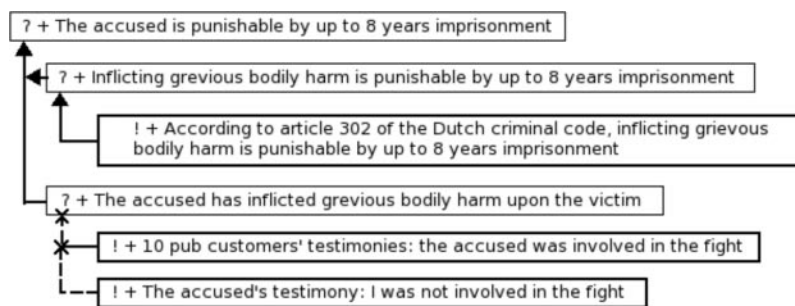 ? + The accused is punishable by up to 8 years imprisonment
? + Inflicting grevious bodily harm is punishable by up to 8 years imprisonment
! + According to article 302 of the Dutch criminal code, inflicting grievous
bodily harm is punishable by up to 8 years imprisonment
? + The accused has inflicted grevious bodily harm upon the victim
! + 10 pub customers' testimonies: the accused was involved in the fight
! + The accused's testimony: I was not involved in the fight